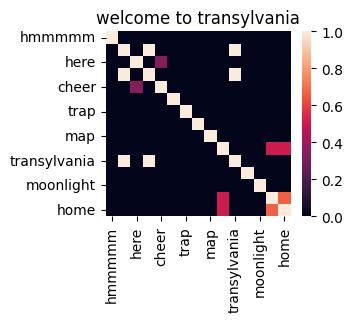 welcome to transylvania
hmmmmm
here
cheer
trap
map
transylvania
moonlight
home
hmmmmm
here
cheer
trap
map
transylvania
moonlight
home
1.0
0.8
0.6
0.4
0.2
0.0